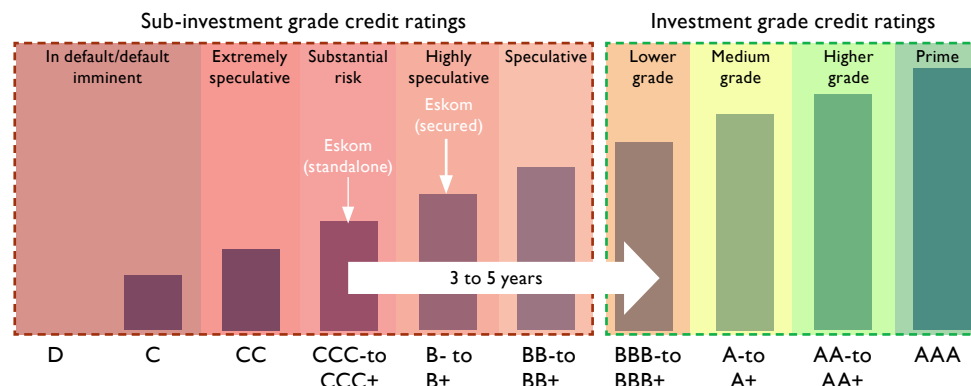 Sub-investment grade credit ratings
Investment grade credit ratings
In default/default
imminent
Extremely
speculative
Substantial
risk
Highly
speculative
Speculative
Lower
grade
Medium
grade
Higher
grade
Prime
Eskom
(standalone)
Eskom
(secured)
3 to 5 years
D
C
CC
CCC-to
CCC+
B- to
B+
BB-to
BB+
BBB-to
BBB+
A-to
A+
AA-to
AA+
AAA